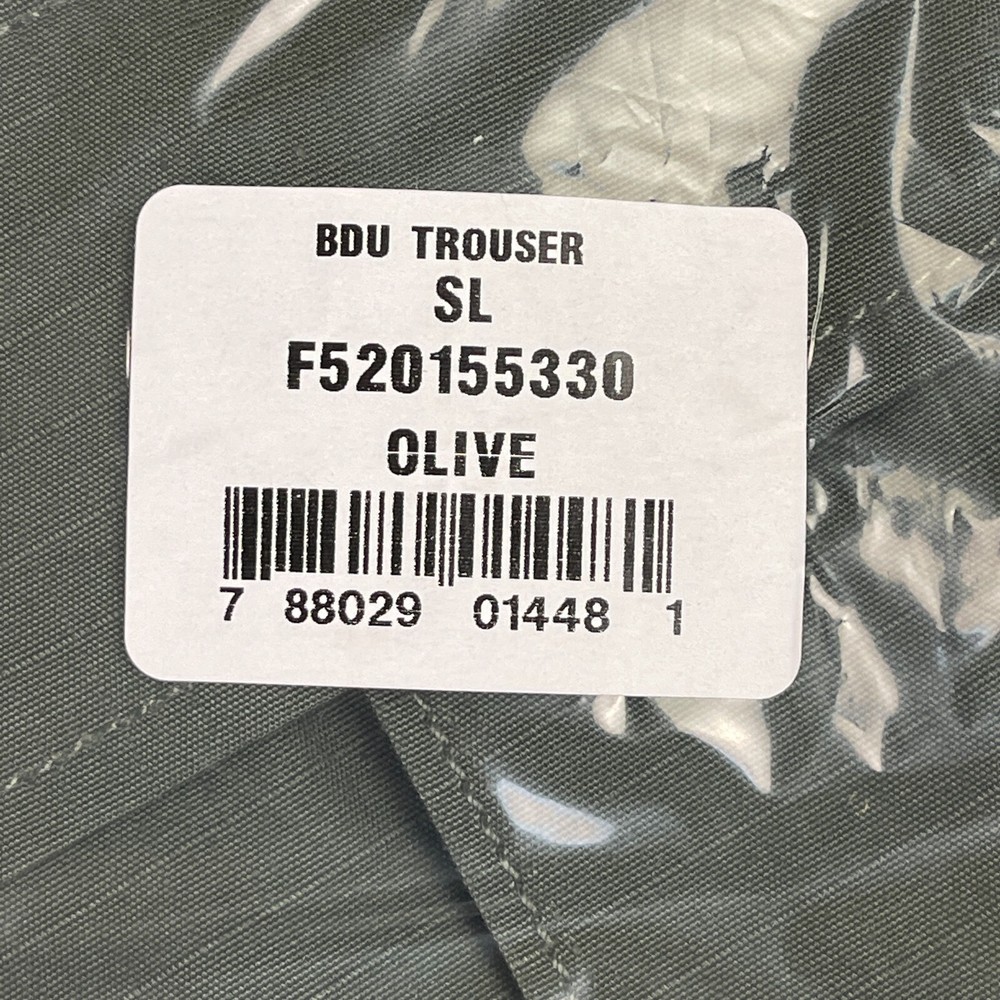 BDU TROUSER
SL
F520155330
OLIVE
7 88029 01448 1